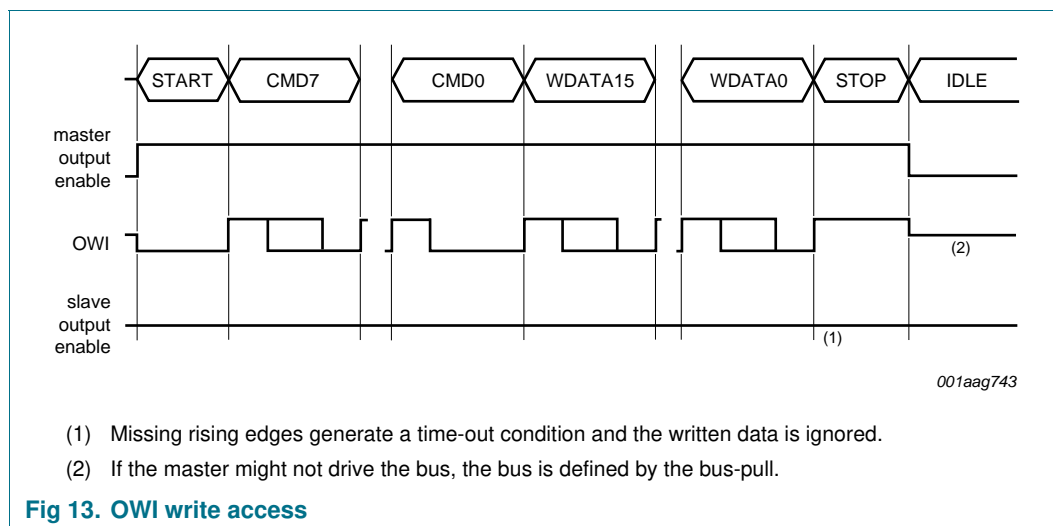 START CMD7 CMD0 WDATA15 WDATA0 STOP IDLE
master
output
enable
OWI
(2)
slave
output
enable
(1)
001aag743
(1) Missing rising edges generate a time-out condition and the written data is ignored.
(2) If the master might not drive the bus, the bus is defined by the bus-pull.
Fig 13. OWI write access